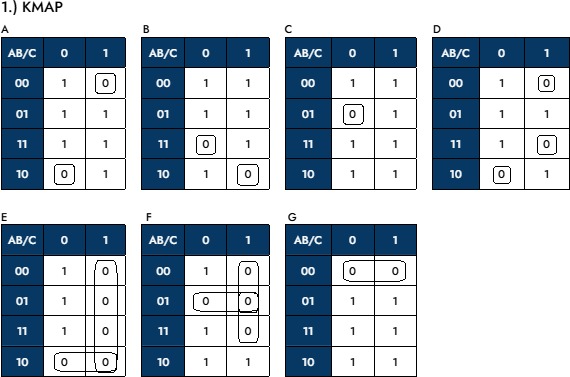 1.) KMAP
A
AB/C 0 1
00 1 0
01 1 1
11 1 1
10 0 1
B
AB/C 0 1
00 1 1
01 1 1
11 0 1
10 1 0
C
AB/C 0 1
00 1 1
01 0 1
11 1 1
10 1 1
D
AB/C 0 1
00 1 0
01 1 1
11 1 0
10 0 1
E
AB/C 0 1
00 1 0
01 1 0
11 1 0
10 0 0
F
AB/C 0 1
00 1 0
01 0 0
11 1 0
10 1 1
G
AB/C 0 1
00 0 0
01 1 1
11 1 1
10 1 1